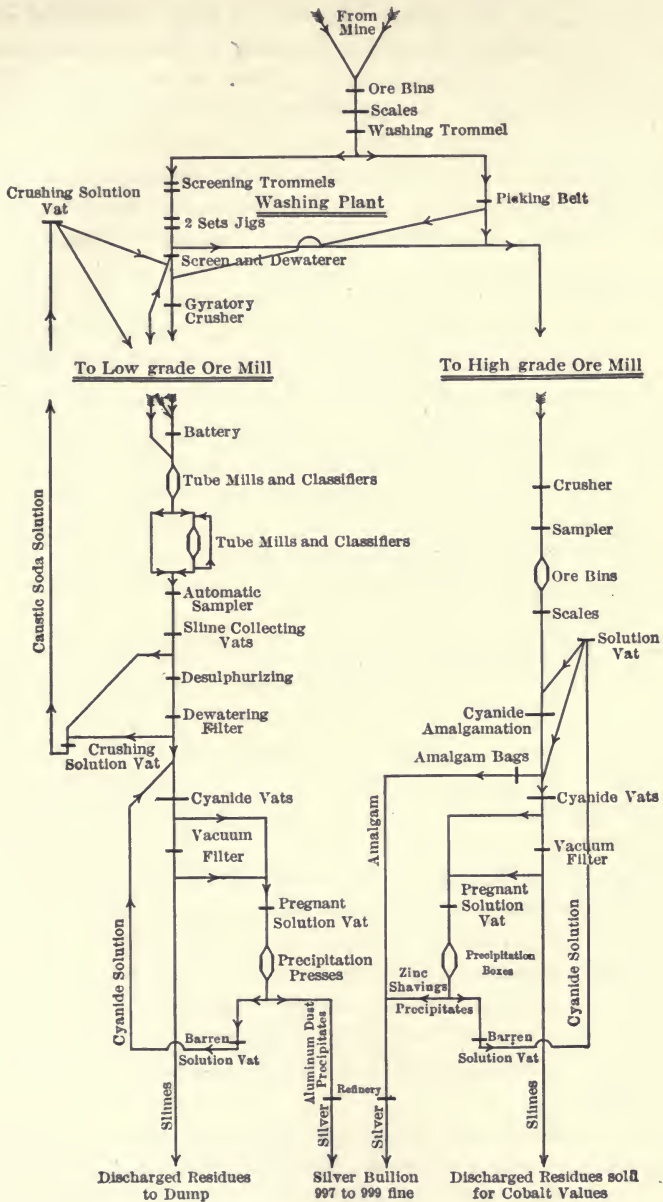 From
Mine
Ore Bins
Scales
Washing Trommel
Screening Trommels
Crushing Solution
Vat
Washing Plant
Picking Belt
2 Sets Jigs
Screen and Dewaterer
Gyratory
Crusher
To Low grade Ore Mill
To High grade Ore Mill
Battery
Tube Mills and Classifiers
Tube Mills and Classifiers
Automatic
Sampler
Slime Collecting
Vats
Desulphurizing
Dewatering
Filter
Caustic Soda Solution
Crushing
Solution Vat
Cyanide Vats
Vacuum
Filter
Pregnant
Solution Vat
Precipitation
Presses
Cyanide Solution
Barren
Solution Vat
Aluminum Dust
Precipitates
Slimes
Silver
Refinery
Discharged Residues
to Dump
Silver Bullion
997 to 999 fine
Crusher
Sampler
Ore Bins
Scales
Solution
Vat
Cyanide
Amalgamation
Amalgam Bags
Amalgam
Cyanide Vats
Vacuum
Filter
Pregnant
Solution
Vat
Precipitation
Boxes
Zinc
Shavings
Precipitates
Cyanide Solution
Barren
Solution Vat
Silver
Slimes
Discharged Residues sold
for Cobalt Values